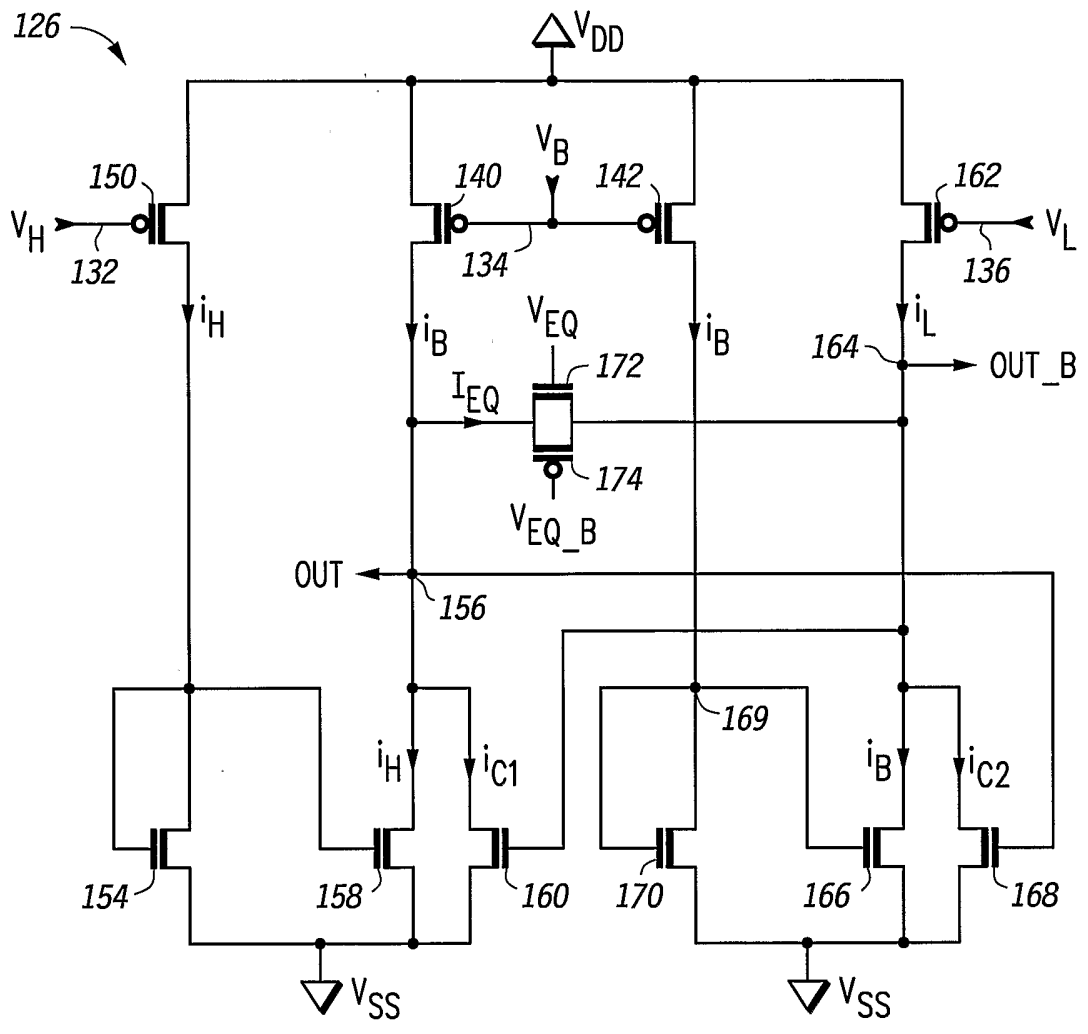 126
V_DD
V_B
150
140
142
162
V_H
V_L
132
134
136
i_H
i_B
V_EQ
i_B
i_L
164
OUT_B
I_EQ
172
174
V_EQ_B
OUT
156
169
i_H
i_C1
i_B
i_C2
154
158
160
170
166
168
V_SS
V_SS